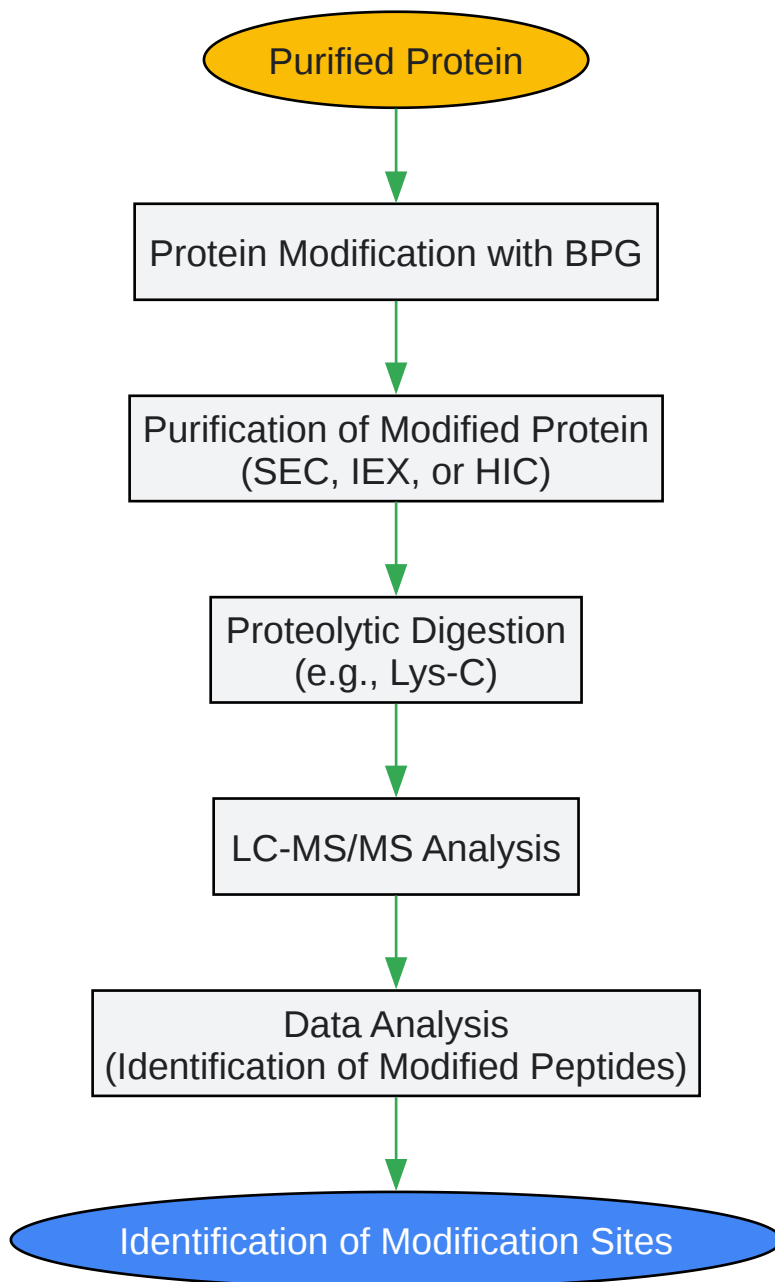 Purified Protein
Protein Modification with BPG
Purification of Modified Protein
(SEC, IEX, or HIC)
Proteolytic Digestion
(e.g., Lys-C)
LC-MS/MS Analysis
Data Analysis
(Identification of Modified Peptides)
Identification of Modification Sites